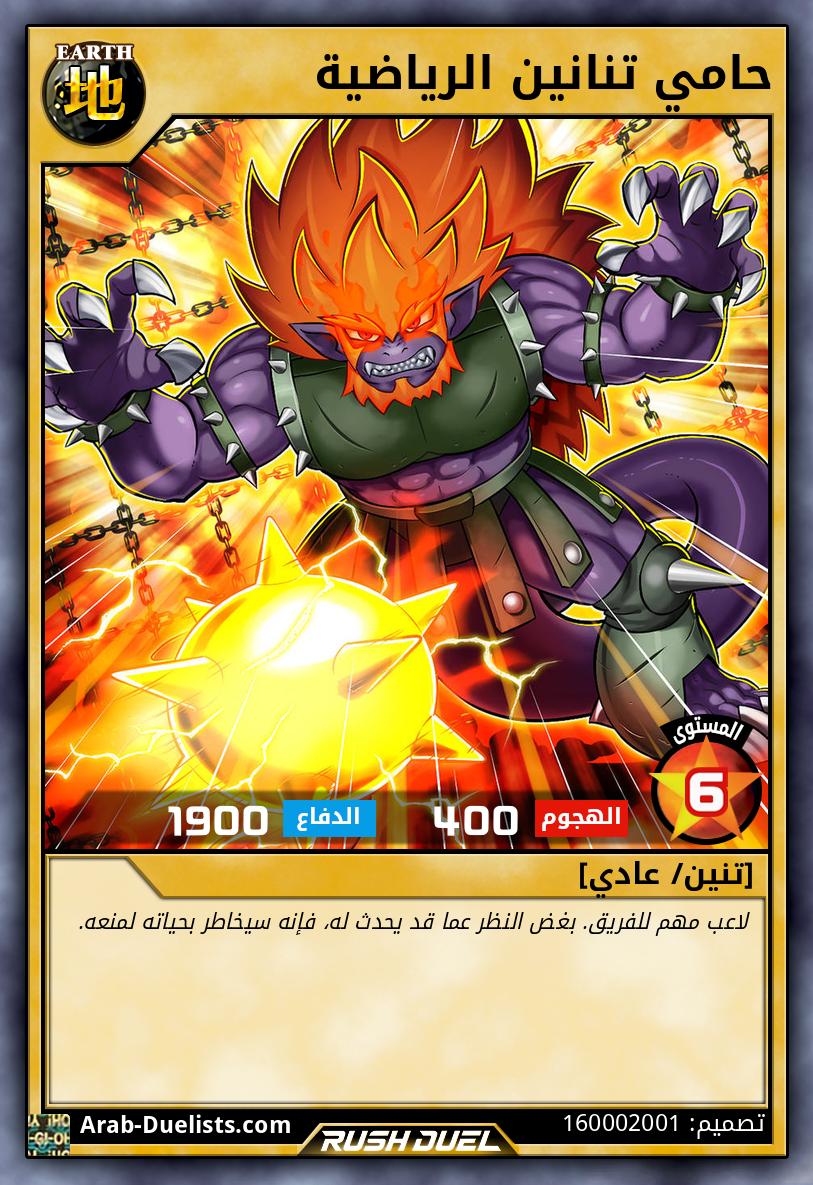 EARTH
地
حامي تنانين الرياضية
المستوى
6
الهجوم 400 الدفاع 1900
[تنين/ عادي]
لاعب مهم للفريق. بغض النظر عما قد يحدث له، فإنه سيخاطر بحياته لمنعه.
تصميم: 160002001
Arab-Duelists.com
RUSH DUEL